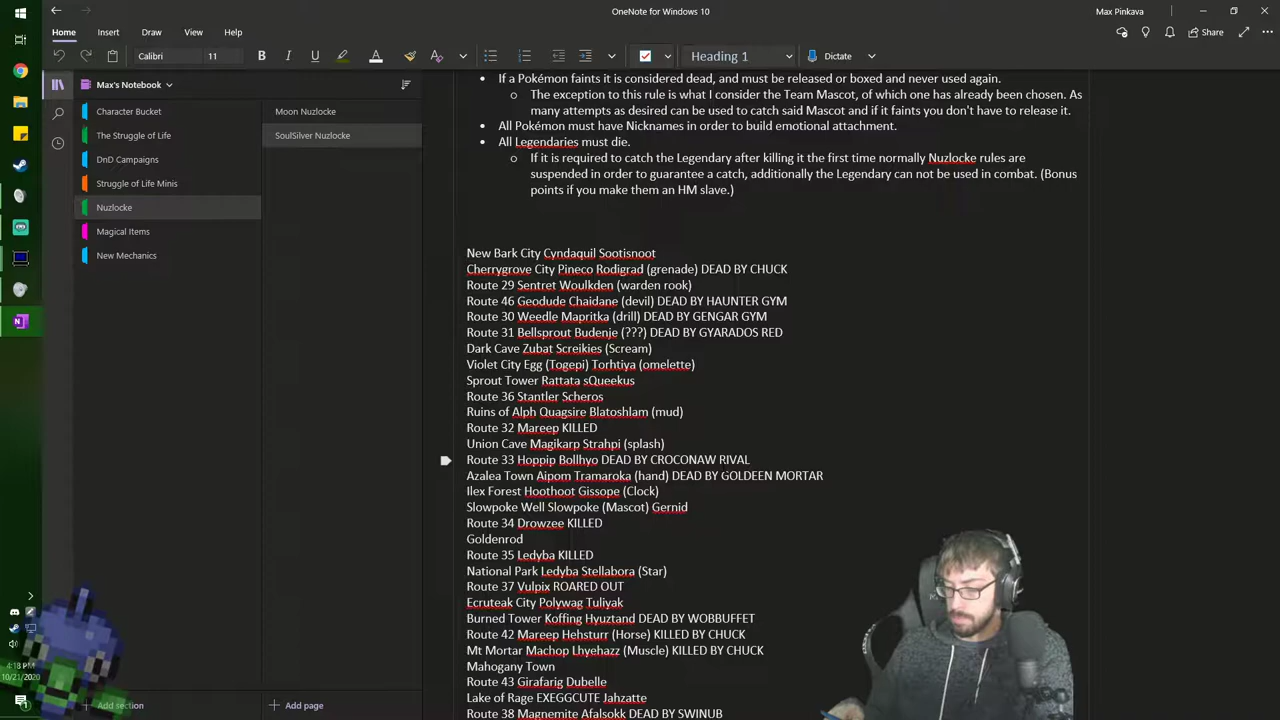 OneNote for Windows 10
Max Pinkava
Home Insert Draw View Help
Share
Calibri 11 B I U A Heading 1 Dictate
Max's Notebook
Character Bucket
The Struggle of Life
DnD Campaigns
Struggle of Life Minis
Nuzlocke
Magical Items
New Mechanics
Moon Nuzlocke
SoulSilver Nuzlocke
If a Pokémon faints it is considered dead, and must be released or boxed and never used again.
The exception to this rule is what I consider the Team Mascot, of which one has already been chosen. As
many attempts as desired can be used to catch said Mascot and if it faints you don't have to release it.
All Pokémon must have Nicknames in order to build emotional attachment.
All Legendaries must die.
If it is required to catch the Legendary after killing it the first time normally Nuzlocke rules are
suspended in order to guarantee a catch, additionally the Legendary can not be used in combat. (Bonus
points if you make them an HM slave.)
New Bark City Cyndaquil Sootisnoot
Cherrygrove City Pineco Rodigrad (grenade) DEAD BY CHUCK
Route 29 Sentret Woulkden (warden rook)
Route 46 Geodude Chaidane (devil) DEAD BY HAUNTER GYM
Route 30 Weedle Mapritka (drill) DEAD BY GENGAR GYM
Route 31 Bellsprout Budenje (???) DEAD BY GYARADOS RED
Dark Cave Zubat Screikies (Scream)
Violet City Egg (Togepi) Torhtiya (omelette)
Sprout Tower Rattata sQueekus
Route 36 Stantler Scheros
Ruins of Alph Quagsire Blatoshlam (mud)
Route 32 Mareep KILLED
Union Cave Magikarp Strahpi (splash)
Route 33 Hoppip Bollhyo DEAD BY CROCONAW RIVAL
Azalea Town Aipom Tramaroka (hand) DEAD BY GOLDEEN MORTAR
Ilex Forest Hoothoot Gissope (Clock)
Slowpoke Well Slowpoke (Mascot) Gernid
Route 34 Drowzee KILLED
Goldenrod
Route 35 Ledyba KILLED
National Park Ledyba Stellabora (Star)
Route 37 Vulpix ROARED OUT
Ecruteak City Polywag Tuliyak
Burned Tower Koffing Hyuztand DEAD BY WOBBUFFET
Route 42 Mareep Hehsturr (Horse) KILLED BY CHUCK
Mt Mortar Machop Lhyehazz (Muscle) KILLED BY CHUCK
Mahogany Town
Route 43 Girafarig Dubelle
Lake of Rage EXEGGCUTE Jahzatte
Route 38 Magnemite Afalsokk DEAD BY SWINUB
Add section
Add page
4:18 PM
10/21/2020